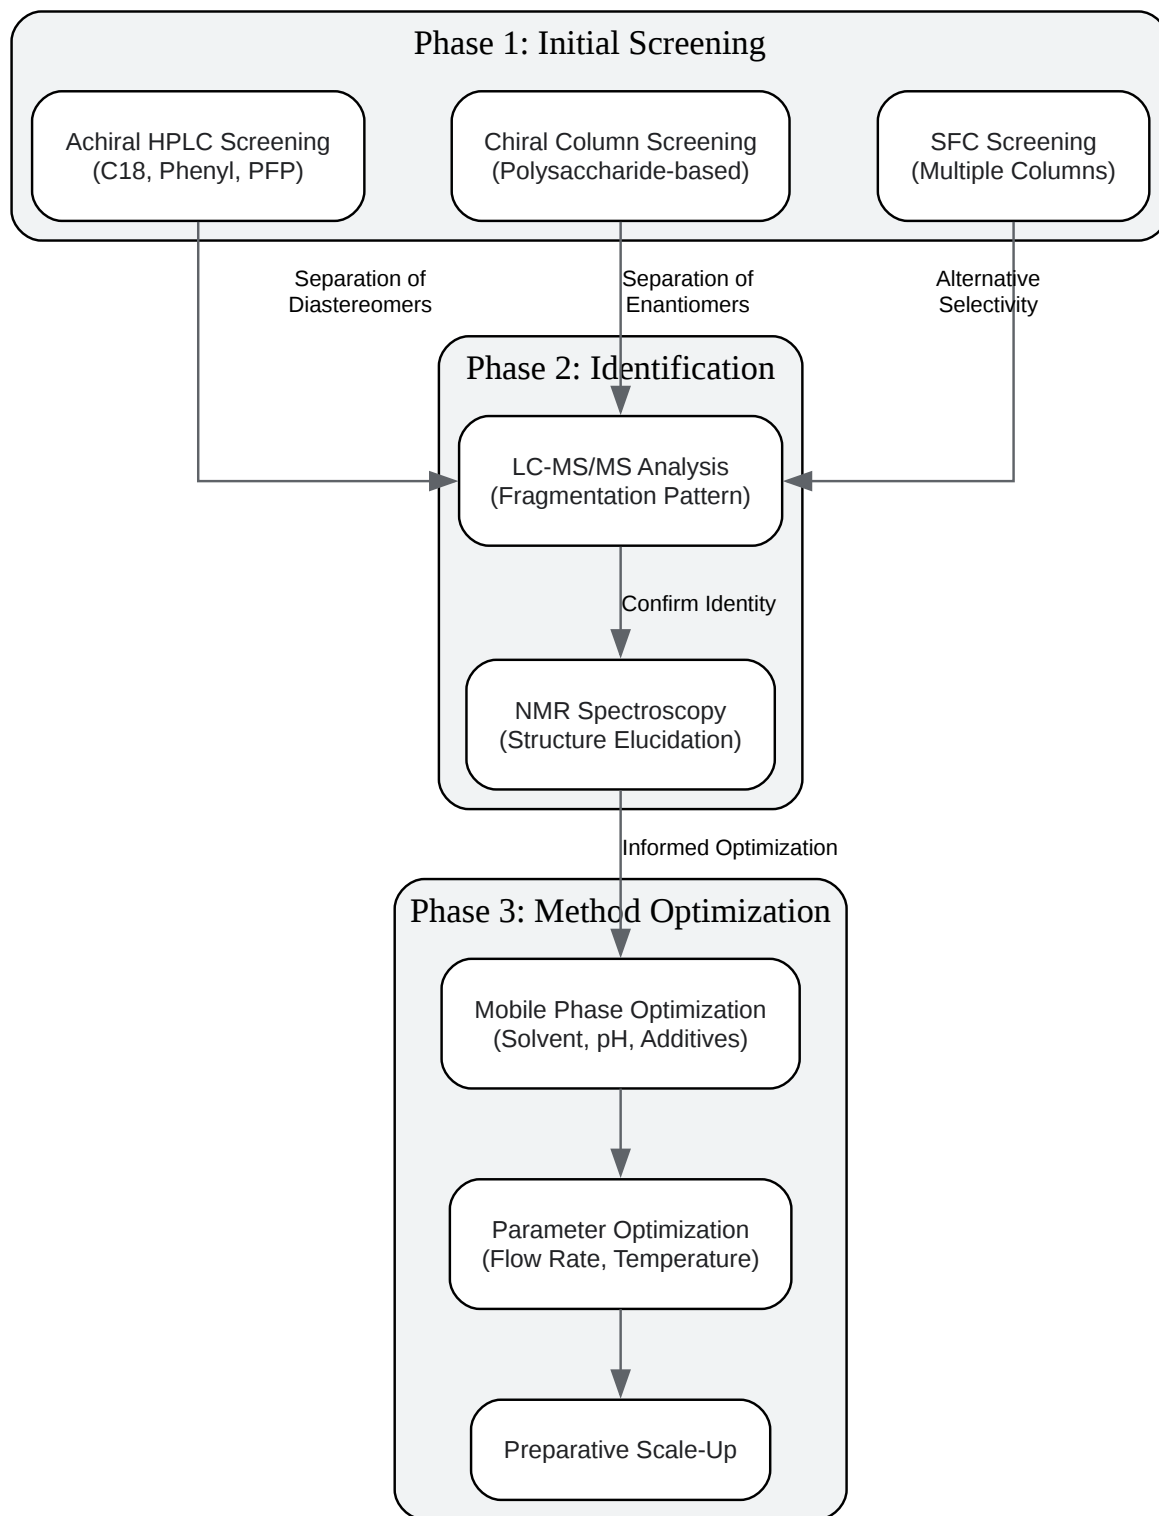 Phase 1: Initial Screening
Achiral HPLC Screening
(C18, Phenyl, PFP)
Chiral Column Screening
(Polysaccharide-based)
SFC Screening
(Multiple Columns)
Separation of
Diastereomers
Separation of
Enantiomers
Alternative
Selectivity
Phase 2: Identification
LC-MS/MS Analysis
(Fragmentation Pattern)
Confirm Identity
NMR Spectroscopy
(Structure Elucidation)
Informed Optimization
Phase 3: Method Optimization
Mobile Phase Optimization
(Solvent, pH, Additives)
Parameter Optimization
(Flow Rate, Temperature)
Preparative Scale-Up